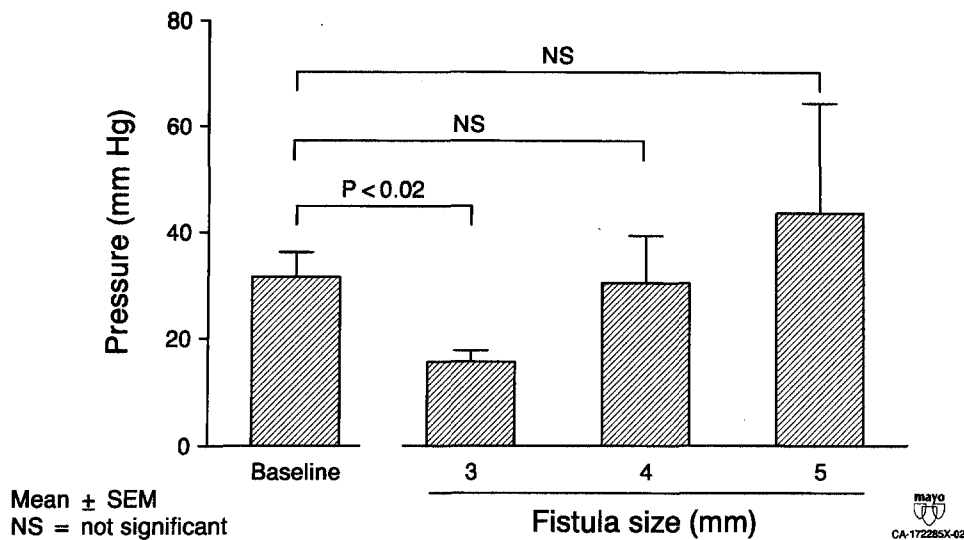 80
60
40
20
0
Pressure (mm Hg)
NS
NS
P < 0.02
Baseline
3
4
5
Fistula size (mm)
Mean ± SEM
NS = not significant
mayo
CA-172285X-02